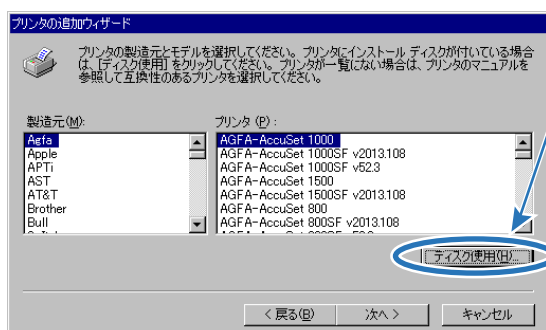 プリンタの追加ウィザード
プリンタの製造元とモデルを選択してください。プリンタにインストール ディスクが付いている場合
は、[ディスク使用] をクリックしてください。プリンタが一覧にない場合は、プリンタのマニュアルを
参照して互換性のあるプリンタを選択してください。
製造元(M):
プリンタ (P) :
Agfa
Apple
APTi
AST
AT&T
Brother
Bull
AGFA-AccuSet 1000
AGFA-AccuSet 1000SF v2013.108
AGFA-AccuSet 1000SF v52.3
AGFA-AccuSet 1500
AGFA-AccuSet 1500SF v2013.108
AGFA-AccuSet 800
AGFA-AccuSet 800SF v2013.108
ディスク使用(H)...
< 戻る(B)
次へ >
キャンセル